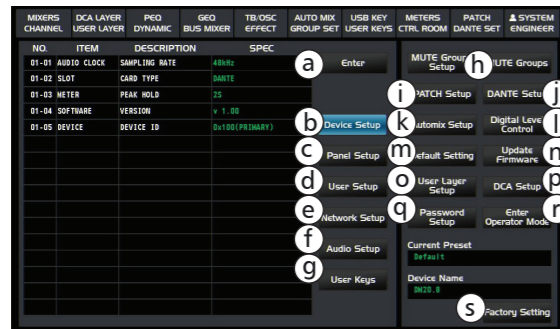 MIXERS DCA LAYER PEQ GEQ TB/OSC AUTO MIX USB KEY METERS PATCH SYSTEM
CHANNEL USER LAYER DYNAMIC BUS MIXER EFFECT GROUP SET USER KEYS CTRL ROOM DANTE SET ENGINEER
NO. ITEM DESCRIPTION SPEC
01-01 AUDIO CLOCK SAMPLING RATE 48kHz
01-02 SLOT CARD TYPE DANTE
01-03 METER PEAK HOLD 2S
01-04 SOFTWARE VERSION v 1.00
01-05 DEVICE DEVICE ID 0x100(PRIMARY)
a Enter
b Device Setup
c Panel Setup
d User Setup
e Network Setup
f Audio Setup
g User Keys
MUTE Group
Setup
h MUTE Groups
i PATCH Setup
j DANTE Setup
k Automix Setup
l Digital Level
Control
m Default Setting
n Update
Firmware
o User Layer
Setup
p DCA Setup
q Password
Setup
r Enter
Operator Mode
Current Preset
Default
Device Name
DM20.8
s Factory Setting